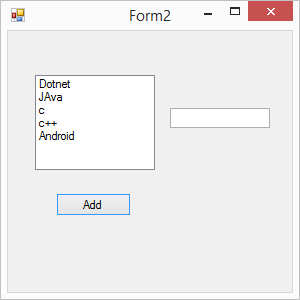 Form2
Dotnet
JAva
c
c++
Android
Add